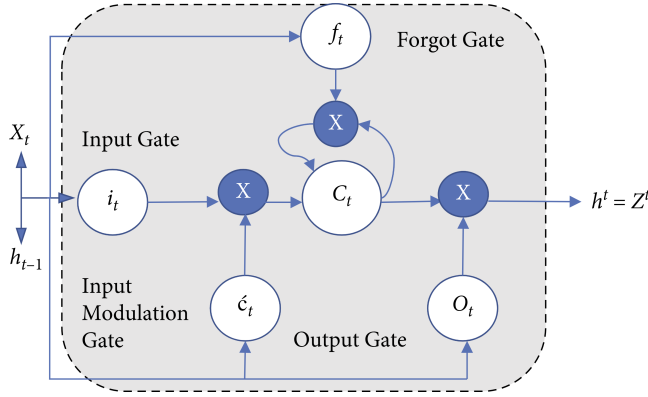 f_t
Forgot Gate
X
X_t
Input Gate
i_t
X
C_t
X
h^t = Z^t
h_{t–1}
Input
Modulation
Gate
ć_t
O_t
Output Gate